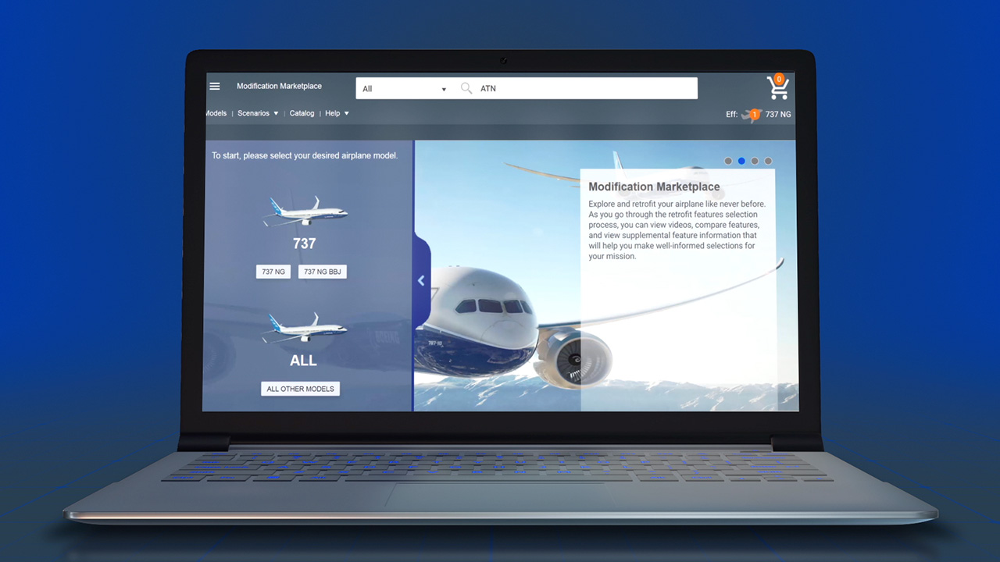 Modification Marketplace
All
ATN
0
Models | Scenarios ▼ | Catalog | Help ▼
Eff: 1 737 NG
To start, please select your desired airplane model.
737
737 NG 737 NG BBJ
ALL
ALL OTHER MODELS
BOEING
787-10
Modification Marketplace
Explore and retrofit your airplane like never before.
As you go through the retrofit features selection
process, you can view videos, compare features,
and view supplemental feature information that
will help you make well-informed selections for
your mission.